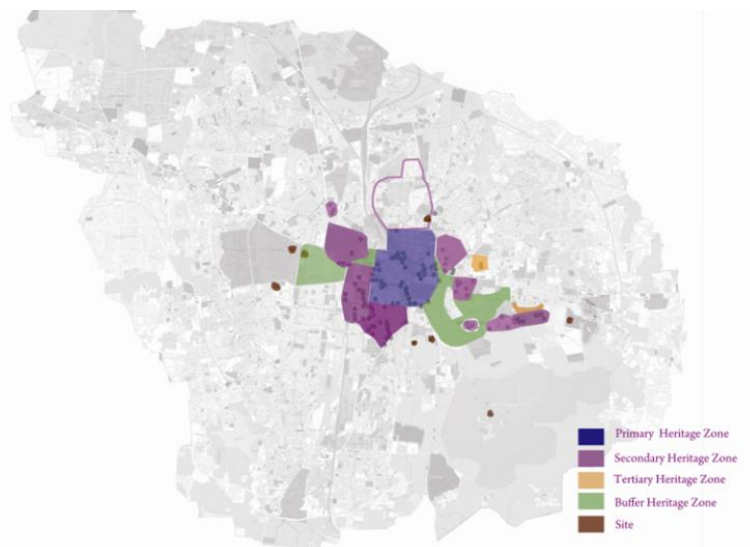 Primary Heritage Zone
Secondary Heritage Zone
Tertiary Heritage Zone
Buffer Heritage Zone
Site